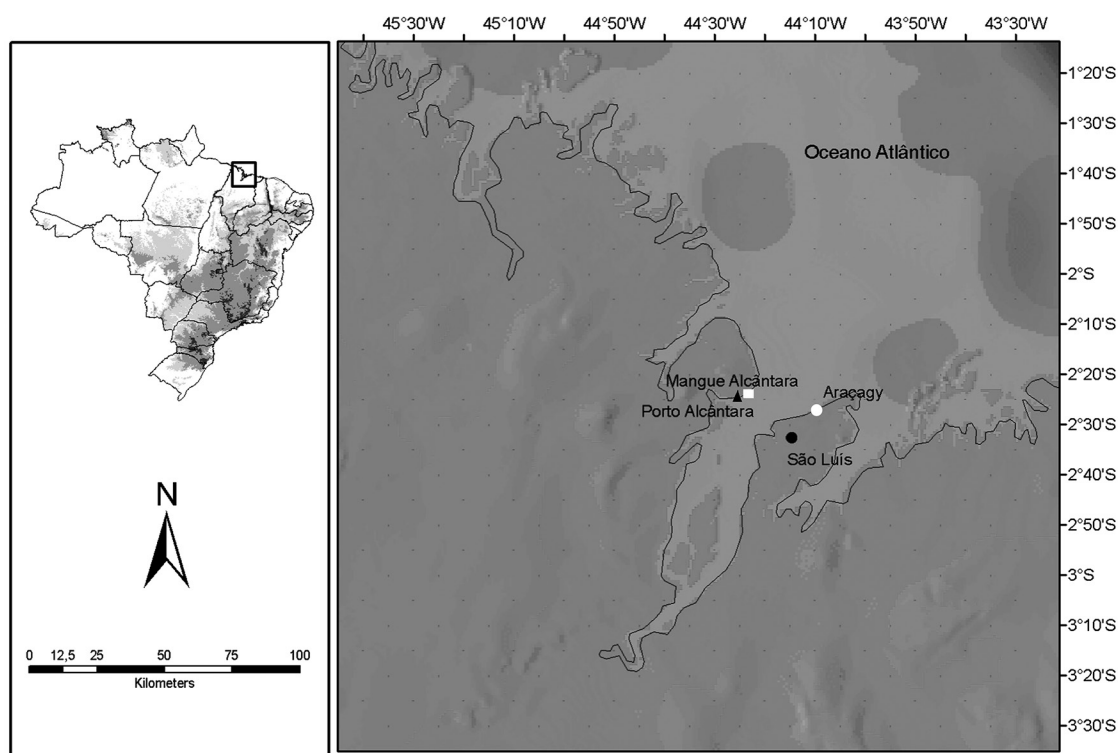 45°30'W 45°10'W 44°50'W 44°30'W 44°10'W 43°50'W 43°30'W
1°20'S
1°30'S
Oceano Atlântico
1°40'S
1°50'S
2°S
2°10'S
2°20'S
Mangue Alcântara
Araçagy
Porto Alcântara
2°30'S
São Luís
2°40'S
2°50'S
3°S
3°10'S
3°20'S
3°30'S
N
0 12,5 25 50 75 100
Kilometers